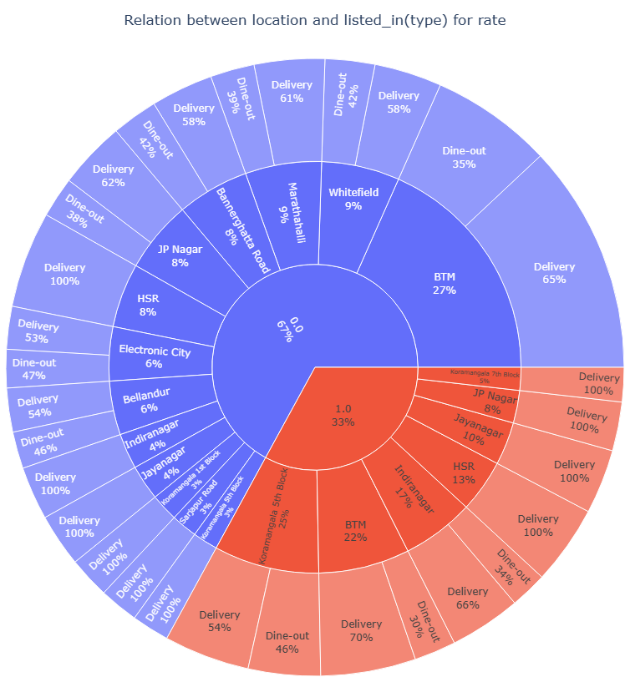 Relation between location and listed_in(type) for rate
0.0
67%
BTM
27%
Delivery
65%
Dine-out
35%
Whitefield
9%
Delivery
58%
Dine-out
42%
Marathahalli
9%
Delivery
61%
Dine-out
39%
Bannerghatta Road
8%
Delivery
58%
Dine-out
42%
JP Nagar
8%
Delivery
62%
Dine-out
38%
HSR
8%
Delivery
100%
Electronic City
6%
Delivery
53%
Dine-out
47%
Bellandur
6%
Delivery
54%
Dine-out
46%
Indiranagar
4%
Delivery
100%
Jayanagar
4%
Delivery
100%
Koramangala 1st Block
3%
Delivery
100%
Sarjapur Road
3%
Delivery
100%
Koramangala 5th Block
3%
Delivery
100%
1.0
33%
Koramangala 5th Block
25%
Delivery
54%
Dine-out
46%
BTM
22%
Delivery
70%
Dine-out
30%
Indiranagar
17%
Delivery
66%
Dine-out
34%
HSR
13%
Delivery
100%
Jayanagar
10%
Delivery
100%
JP Nagar
8%
Delivery
100%
Koramangala 7th Block
5%
Delivery
100%